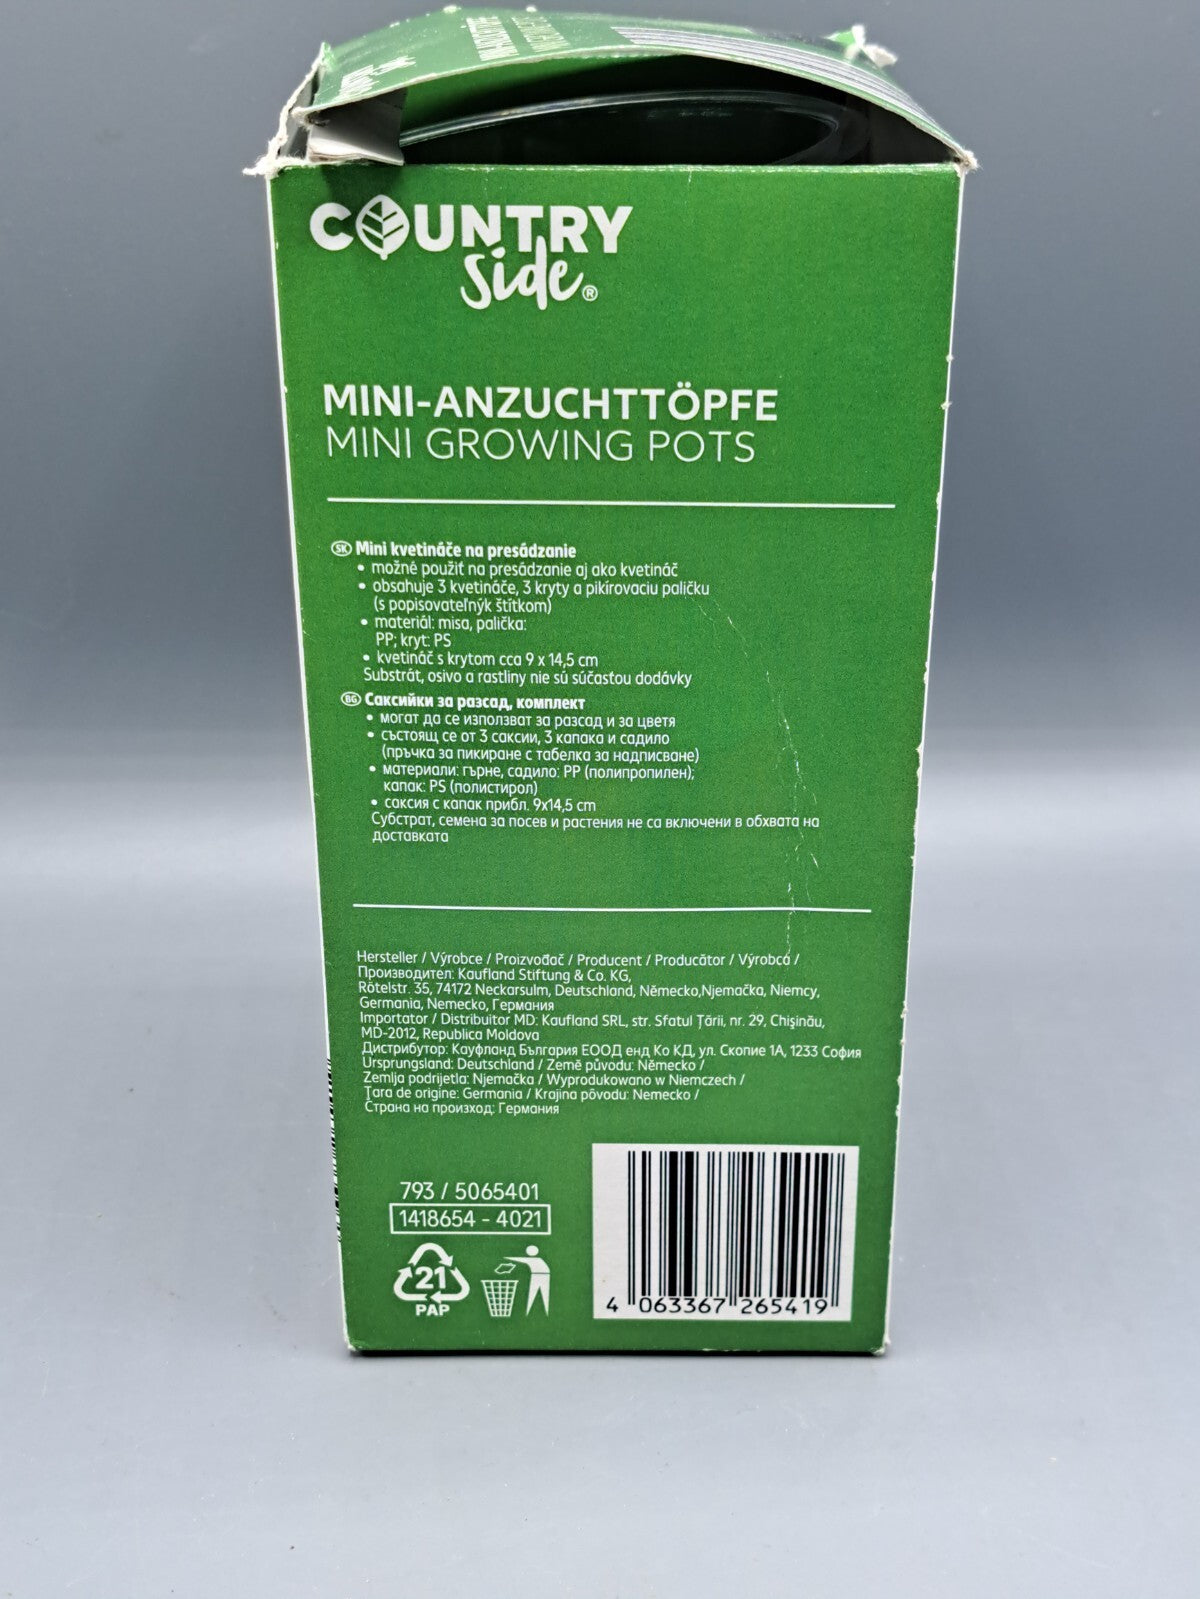 COUNTRY
Side®
MINI-ANZUCHTTÖPFE
MINI GROWING POTS
SK Mini kvetináče na presádzanie
• možné použiť na presádzanie aj ako kvetináč
• obsahuje 3 kvetináče, 3 kryty a pikírovaciu paličku
(s popisovateľnýk štítkom)
• materiál: misa, palička:
PP; kryt: PS
• kvetináč s krytom cca 9 x 14,5 cm
Substrát, osivo a rastliny nie sú súčasťou dodávky
BG Саксийки за разсад, комплект
• могат да се използват за разсад и за цветя
• състоящ се от 3 саксии, 3 капака и садило
(пръчка за пикиране с табелка за надписване)
• материали: гърне, садило: PP (полипропилен);
капак: PS (полистирол)
• саксия с капак прибл. 9x14,5 cm
Субстрат, семена за посев и растения не са включени в обхвата на
доставката
Hersteller / Výrobce / Proizvođač / Producent / Producător / Výrobca /
Производител: Kaufland Stiftung & Co. KG,
Rötelstr. 35, 74172 Neckarsulm, Deutschland, Německo,Njemačka, Niemcy,
Germania, Nemecko, Германия
Importator / Distribuitor MD: Kaufland SRL, str. Sfatul Țării, nr. 29, Chișinău,
MD-2012, Republica Moldova
Дистрибутор: Кауфланд България ЕООД енд Ко КД, ул. Скопие 1А, 1233 София
Ursprungsland: Deutschland / Země původu: Německo /
Zemlja podrijetla: Njemačka / Wyprodukowano w Niemczech /
Țara de origine: Germania / Krajina pôvodu: Nemecko /
Страна на произход: Германия
793 / 5065401
1418654 - 4021
21
PAP
4 063367 265419